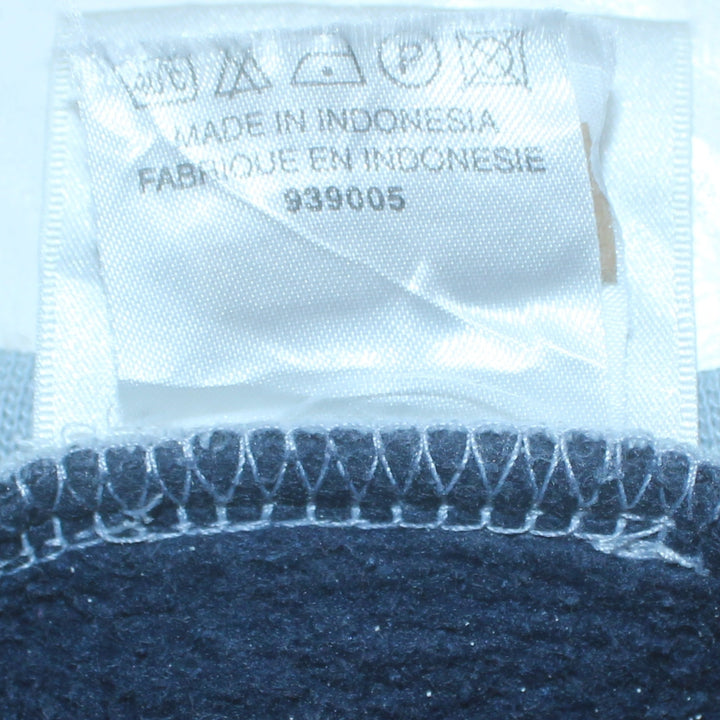 P
MADE IN INDONESIA
FABRIQUE EN INDONESIE
939005